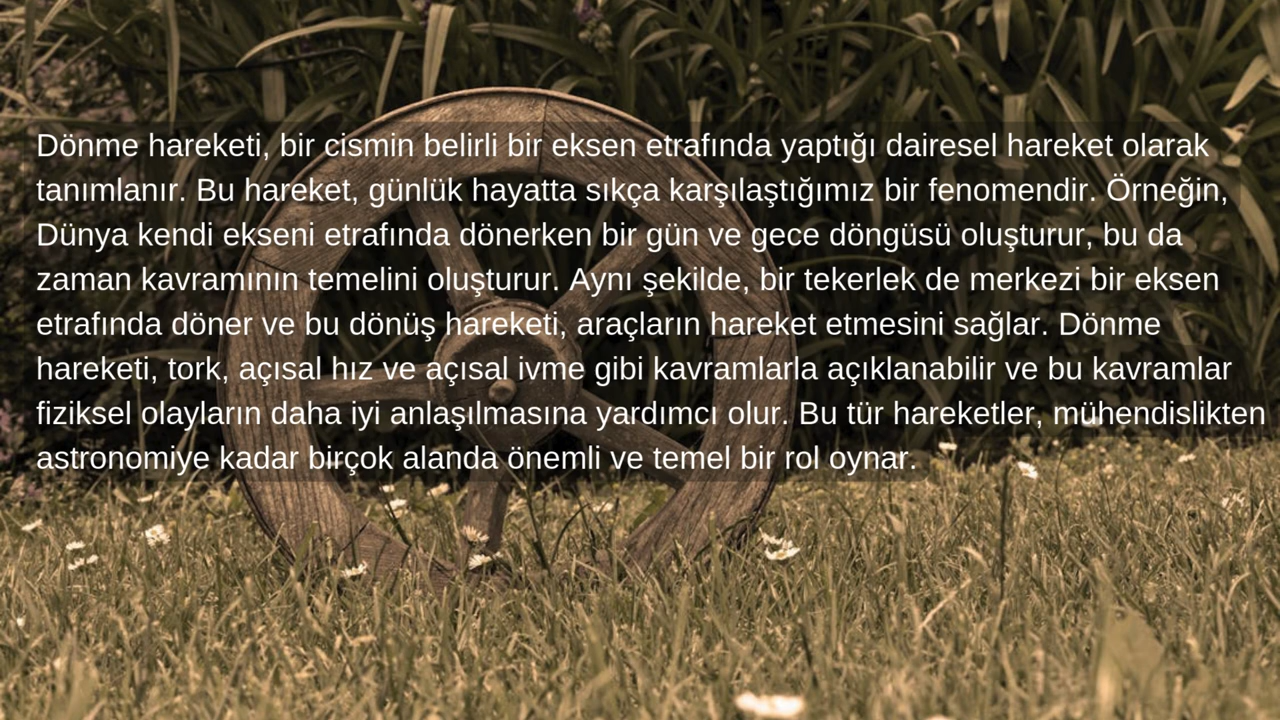 Dönme hareketi, bir cismin belirli bir eksen etrafında yaptığı dairesel hareket olarak
tanımlanır. Bu hareket, günlük hayatta sıkça karşılaştığımız bir fenomendir. Örneğin,
Dünya kendi ekseni etrafında dönerken bir gün ve gece döngüsü oluşturur, bu da
zaman kavramının temelini oluşturur. Aynı şekilde, bir tekerlek de merkezi bir eksen
etrafında döner ve bu dönüş hareketi, araçların hareket etmesini sağlar. Dönme
hareketi, tork, açısal hız ve açısal ivme gibi kavramlarla açıklanabilir ve bu kavramlar
fiziksel olayların daha iyi anlaşılmasına yardımcı olur. Bu tür hareketler, mühendislikten
astronomiye kadar birçok alanda önemli ve temel bir rol oynar.